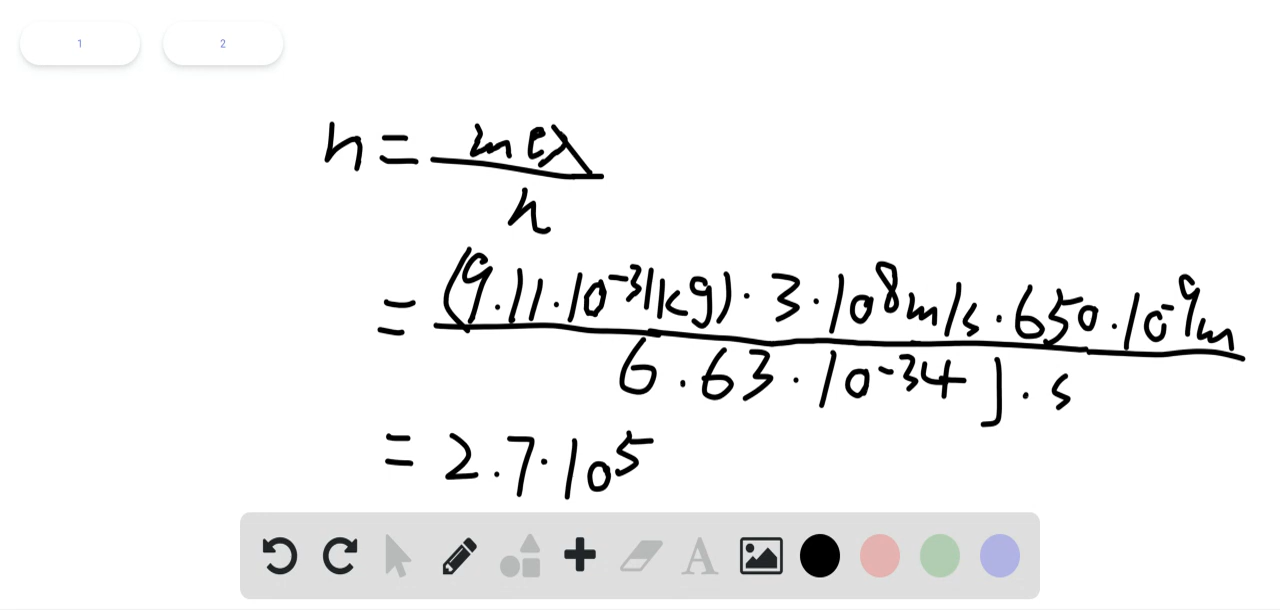 1 2
n = mcλ / h
= (9.11·10⁻³¹kg)·3·10⁸m/s·650·10⁻⁹m / 6.63·10⁻³⁴ J·s
= 2.7·10⁵
A